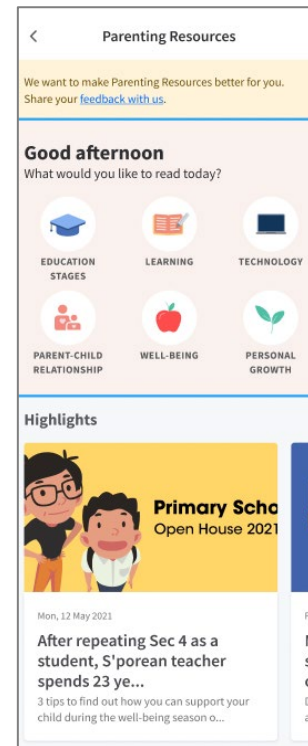 Parenting Resources
We want to make Parenting Resources better for you.
Share your feedback with us.
Good afternoon
What would you like to read today?
EDUCATION
STAGES
LEARNING
TECHNOLOGY
PARENT-CHILD
RELATIONSHIP
WELL-BEING
PERSONAL
GROWTH
Highlights
Primary Scho
Open House 2021
Mon, 12 May 2021
After repeating Sec 4 as a
student, S'porean teacher
spends 23 ye...
3 tips to find out how you can support your
child during the well-being season o...